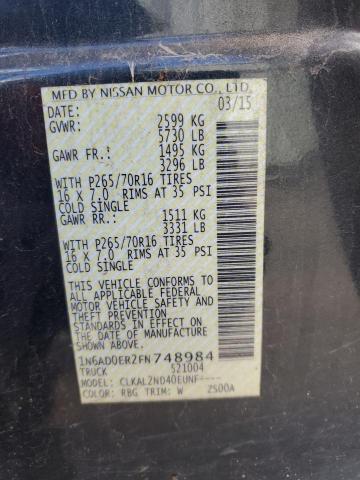 MFD BY NISSAN MOTOR CO., LTD.
DATE: 03/15
GVWR: 2599 KG
5730 LB
GAWR FR.: 1495 KG
3296 LB
WITH P265/70R16 TIRES
16 X 7.0 RIMS AT 35 PSI
COLD SINGLE
GAWR RR.: 1511 KG
3331 LB
WITH P265/70R16 TIRES
16 X 7.0 RIMS AT 35 PSI
COLD SINGLE
THIS VEHICLE CONFORMS TO
ALL APPLICABLE FEDERAL
MOTOR VEHICLE SAFETY AND
THEFT PREVENTION
STANDARDS IN EFFECT ON
THE DATE OF MANUFACTURE
SHOWN ABOVE.
1N6AD0ER2FN748984
TRUCK 521004
MODEL: CLKALZND40EUNF----
COLOR: RBG TRIM: W ZS00A